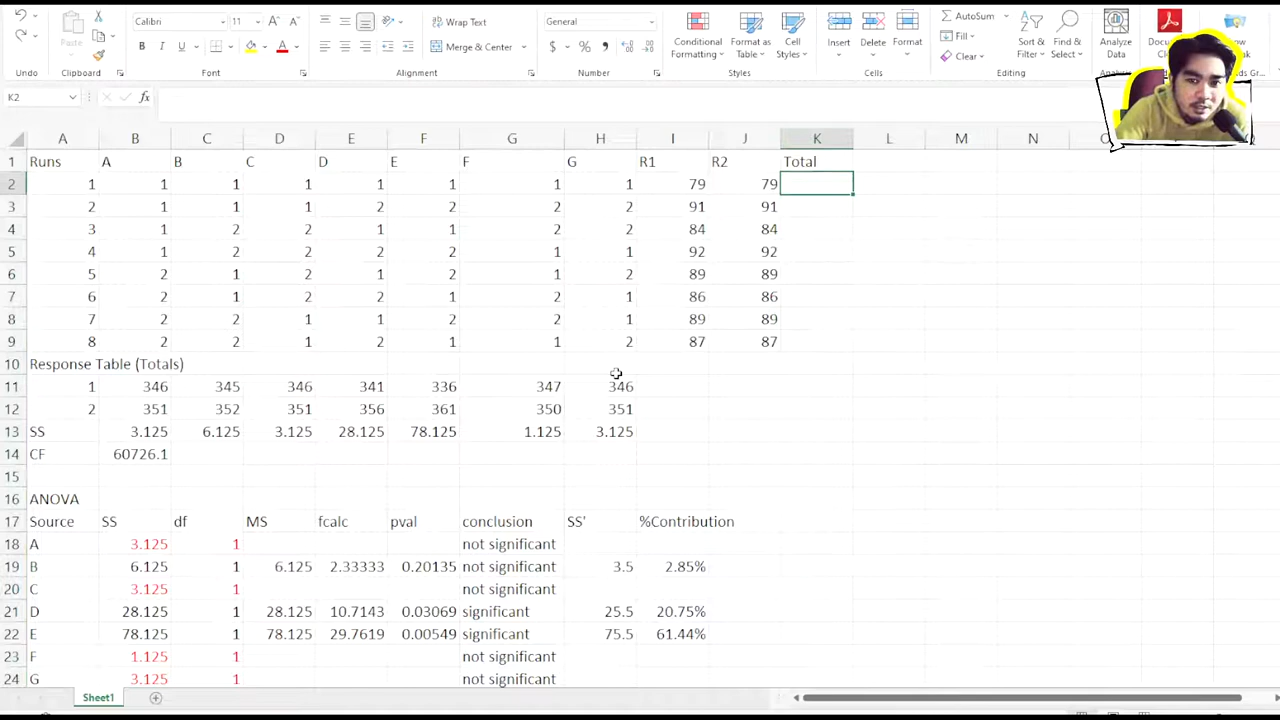 Calibri 11 Wrap Text General AutoSum
Paste B I U Merge & Center $ % Conditional Formatting Format as Table Cell Styles Insert Delete Format Fill Clear Sort & Filter Find & Select Analyze Data
Undo Clipboard Font Alignment Number Styles Cells Editing
K2 fx
A B C D E F G H I J K L M N
1 Runs A B C D E F G R1 R2 Total
2 1 1 1 1 1 1 1 1 79 79
3 2 1 1 1 2 2 2 2 91 91
4 3 1 2 2 1 1 2 2 84 84
5 4 1 2 2 2 2 1 1 92 92
6 5 2 1 2 1 2 1 2 89 89
7 6 2 1 2 2 1 2 1 86 86
8 7 2 2 1 1 2 2 1 89 89
9 8 2 2 1 2 1 1 2 87 87
10 Response Table (Totals)
11 1 346 345 346 341 336 347 346
12 2 351 352 351 356 361 350 351
13 SS 3.125 6.125 3.125 28.125 78.125 1.125 3.125
14 CF 60726.1
15
16 ANOVA
17 Source SS df MS fcalc pval conclusion SS' %Contribution
18 A 3.125 1 not significant
19 B 6.125 1 6.125 2.33333 0.20135 not significant 3.5 2.85%
20 C 3.125 1 not significant
21 D 28.125 1 28.125 10.7143 0.03069 significant 25.5 20.75%
22 E 78.125 1 78.125 29.7619 0.00549 significant 75.5 61.44%
23 F 1.125 1 not significant
24 G 3.125 1 not significant
Sheet1